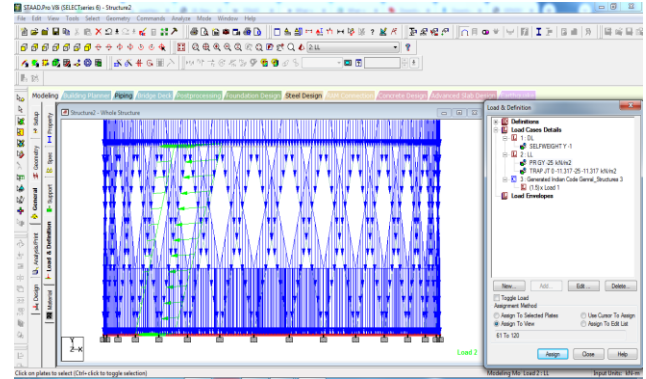 STAAD.Pro V8i (SELECTseries 6) - Structure2
File Edit View Tools Select Geometry Commands Analyze Mode Window Help
2: LL
Modeling Building Planner Piping Bridge Deck Postprocessing Foundation Design Steel Design Concrete Design Advanced Slab Design
Structure2 - Whole Structure
Setup
Property
Geometry
Spec
General
Support
Load & Definition
Analysis/Print
Material
Design
Load 2
Load & Definition
Definitions
Load Cases Details
1 : DL
SELFWEIGHT Y -1
2 : LL
PR GY -25 kN/m2
TRAP JT 0 -11.317 -25 -11.317 kN/m2
3 : Generated Indian Code Genral_Structures 3
(1.5) x Load 1
Load Envelopes
New... Add... Edit ... Delete...
Toggle Load
Assignment Method
Assign To Selected Plates
Use Cursor To Assign
Assign To View
Assign To Edit List
61 To 120
Assign Close Help
Click on plates to select (Ctrl+click to toggle selection)
Modeling Mo Load 2 : LL
Input Units: kN-m